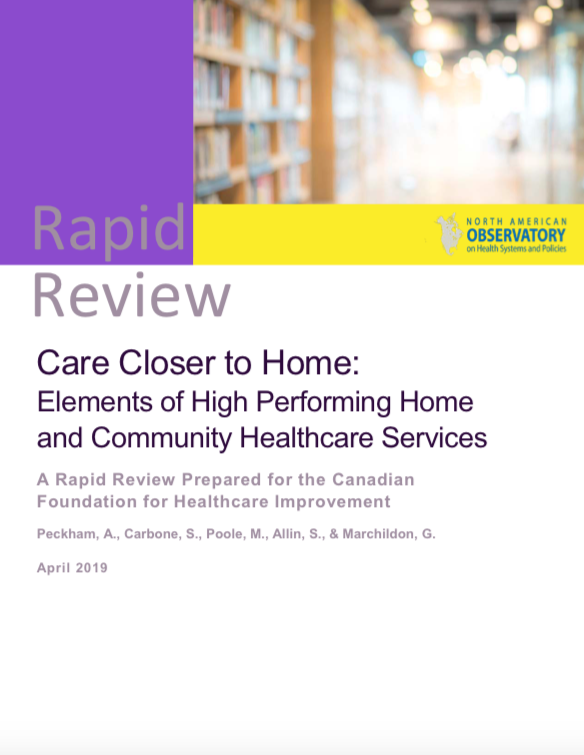 NORTH AMERICAN
OBSERVATORY
on Health Systems and Policies
Rapid
Review
Care Closer to Home:
Elements of High Performing Home
and Community Healthcare Services
A Rapid Review Prepared for the Canadian
Foundation for Healthcare Improvement
Peckham, A., Carbone, S., Poole, M., Allin, S., & Marchildon, G.
April 2019